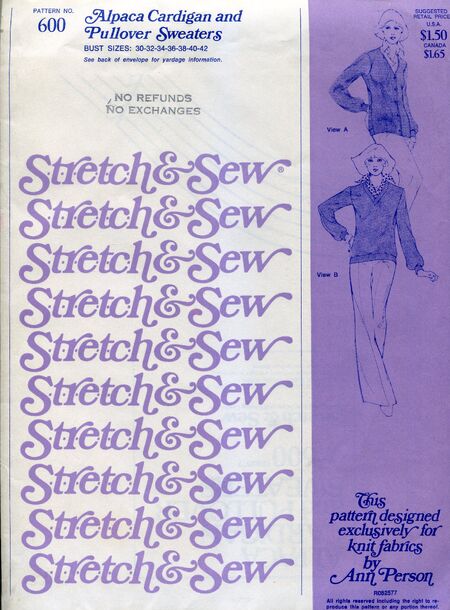 PATTERN NO.
600
Alpaca Cardigan and
Pullover Sweaters
BUST SIZES: 30-32-34-36-38-40-42
See back of envelope for yardage information.
NO REFUNDS
NO EXCHANGES
Stretch & Sew®
Stretch & Sew
Stretch & Sew
Stretch & Sew
Stretch & Sew
Stretch & Sew
Stretch & Sew
Stretch & Sew
Stretch & Sew
Stretch & Sew
SUGGESTED
RETAIL PRICE
U.S.A.
$1.50
CANADA
$1.65
View A
View B
This
pattern designed
exclusively for
knit fabrics
by
Ann Person
R082577
All rights reserved including the right to re-
produce this pattern or any portion thereof.